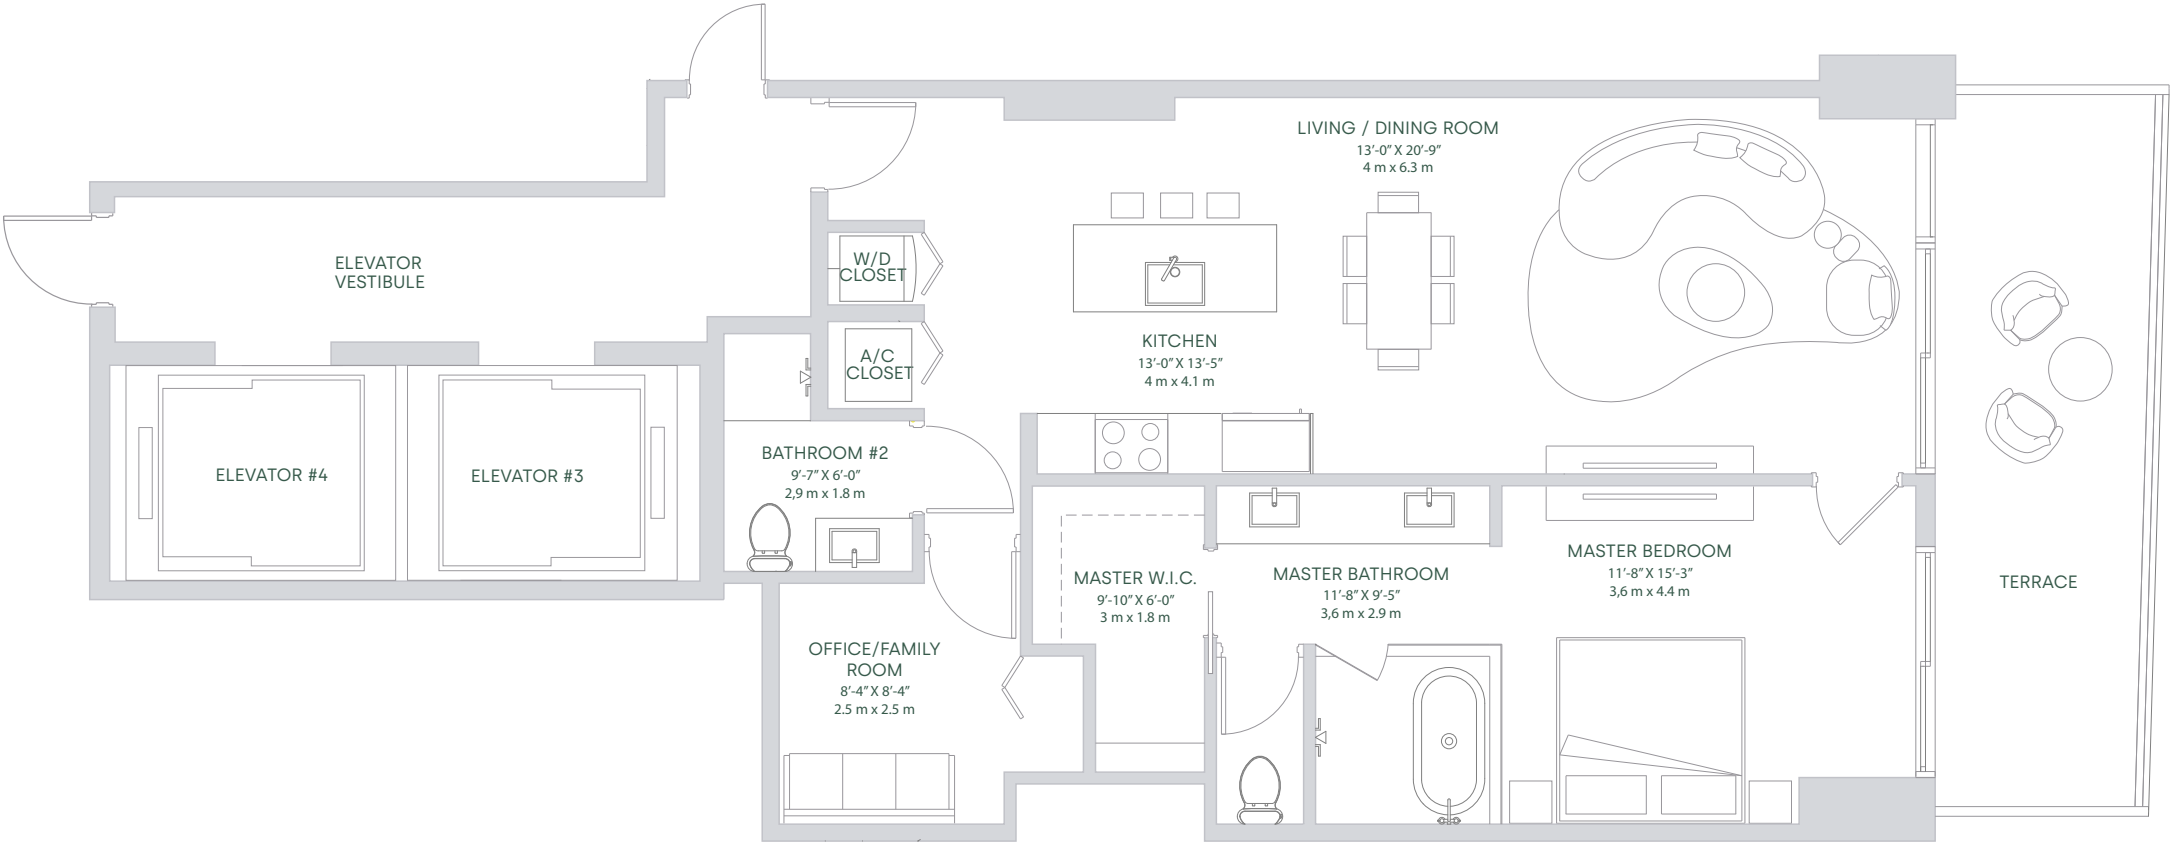 LIVING / DINING ROOM
13'-0" X 20'-9"
4 m x 6.3 m
ELEVATOR
VESTIBULE
W/D
CLOSET
KITCHEN
13'-0" X 13'-5"
4 m x 4.1 m
A/C
CLOSET
ELEVATOR #4
ELEVATOR #3
BATHROOM #2
9'-7" X 6'-0"
2,9 m x 1.8 m
MASTER W.I.C.
9'-10" X 6'-0"
3 m x 1.8 m
MASTER BATHROOM
11'-8" X 9'-5"
3,6 m x 2.9 m
MASTER BEDROOM
11'-8" X 15'-3"
3,6 m x 4.4 m
TERRACE
OFFICE/FAMILY
ROOM
8'-4" X 8'-4"
2.5 m x 2.5 m